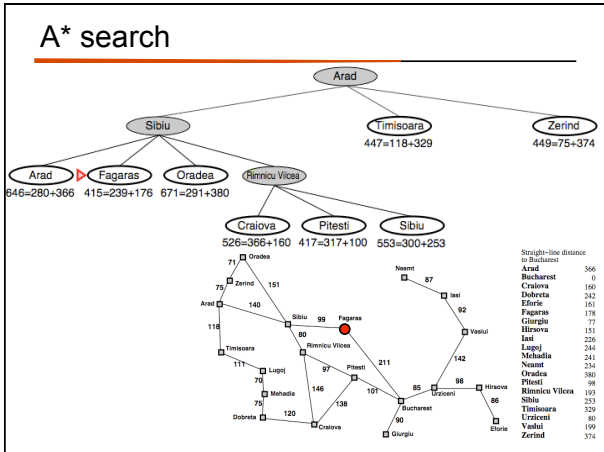 A* search
Arad
Sibiu
Timisoara
Zerind
447=118+329
449=75+374
Arad
Fagaras
Oradea
Rimnicu Vilcea
646=280+366
415=239+176
671=291+380
Craiova
Pitesti
Sibiu
526=366+160
417=317+100
553=300+253
Oradea
71
Zerind
151
75
Arad
140
Sibiu
99
Fagaras
118
80
Rimnicu Vilcea
Timisoara
111
Lugoj
97
Pitesti
211
70
Mehadia
146
101
75
138
Dobreta
120
Craiova
Bucharest
90
Giurgiu
85
Urziceni
98
Hirsova
86
Eforie
142
Vaslui
92
Iasi
87
Neamt
Straight-line distance
to Bucharest
Arad 366
Bucharest 0
Craiova 160
Dobreta 242
Eforie 161
Fagaras 178
Giurgiu 77
Hirsova 151
Iasi 226
Lugoj 244
Mehadia 241
Neamt 234
Oradea 380
Pitesti 98
Rimnicu Vilcea 193
Sibiu 253
Timisoara 329
Urziceni 80
Vaslui 199
Zerind 374